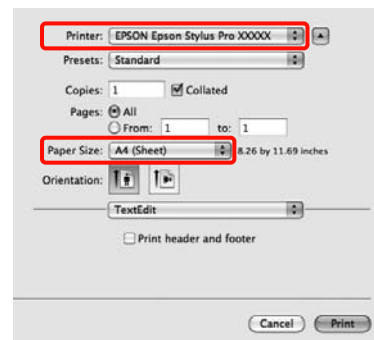 Printer: EPSON Epson Stylus Pro XXXXX
Presets: Standard
Copies: 1 Collated
Pages: All
From: 1 to: 1
Paper Size: A4 (Sheet) 8.26 by 11.69 inches
Orientation:
TextEdit
Print header and footer
Cancel Print